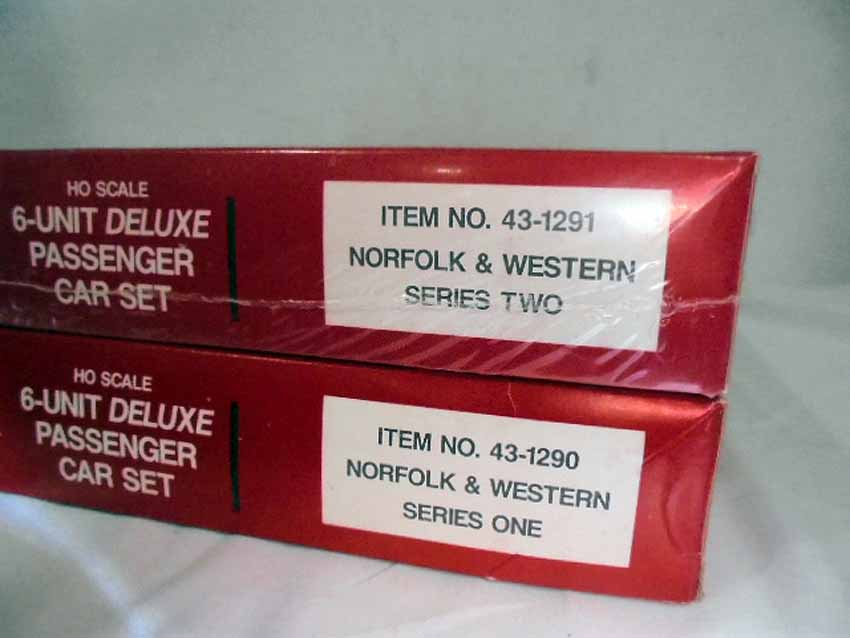 HO SCALE
6-UNIT DELUXE
PASSENGER
CAR SET
ITEM NO. 43-1291
NORFOLK & WESTERN
SERIES TWO
HO SCALE
6-UNIT DELUXE
PASSENGER
CAR SET
ITEM NO. 43-1290
NORFOLK & WESTERN
SERIES ONE